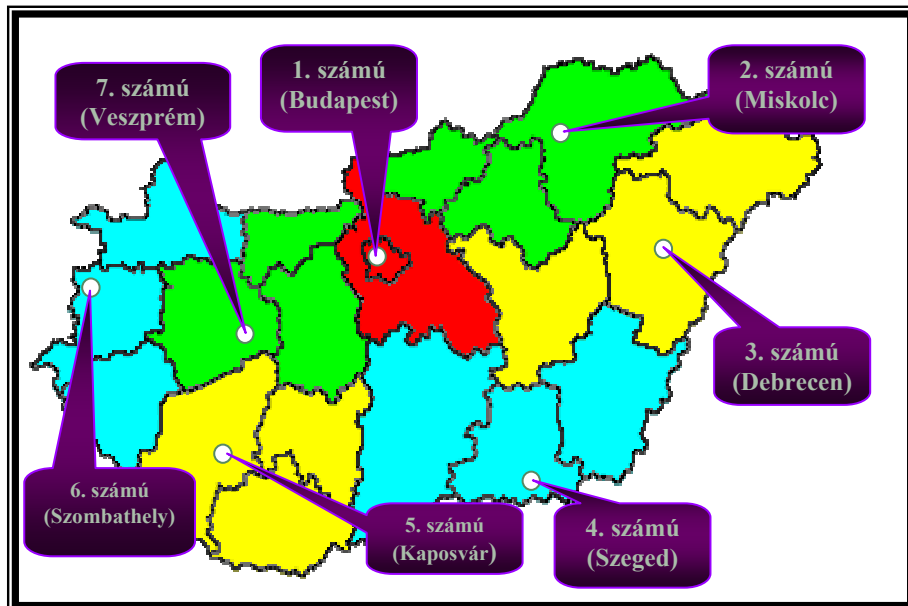 1. számú
(Budapest)
2. számú
(Miskolc)
7. számú
(Veszprém)
3. számú
(Debrecen)
6. számú
(Szombathely)
5. számú
(Kaposvár)
4. számú
(Szeged)